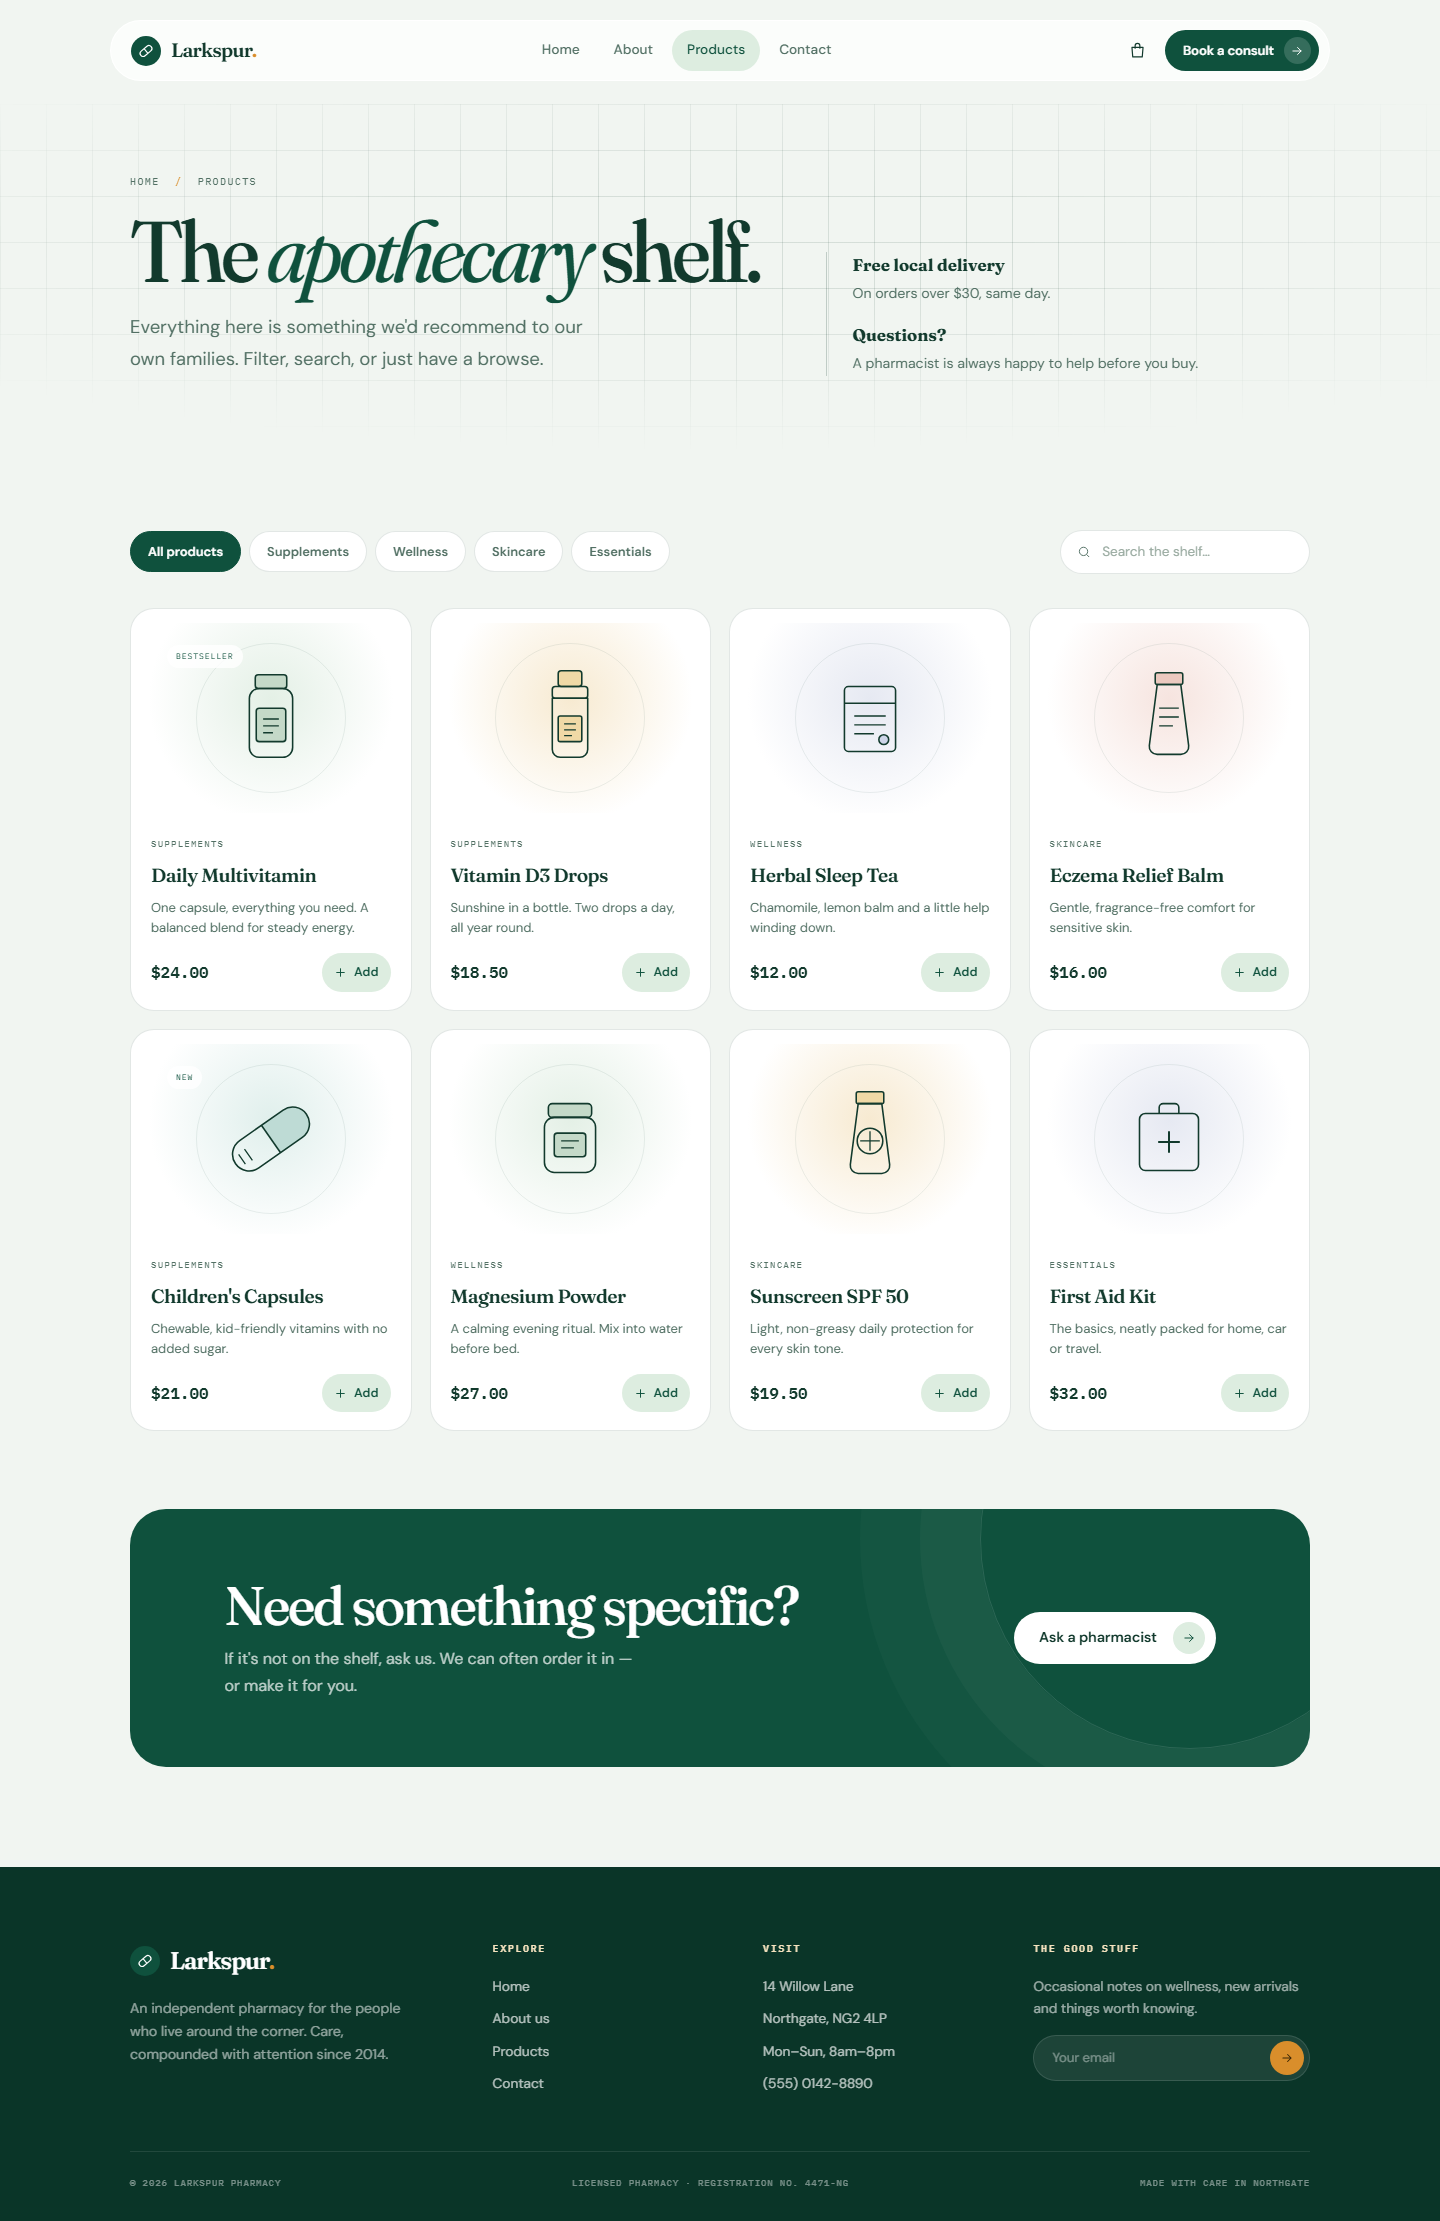 Larkspur.
Home
About
Products
Contact
Book a consult
HOME / PRODUCTS
The apothecary shelf.
Everything here is something we'd recommend to our
own families. Filter, search, or just have a browse.
Free local delivery
On orders over $30, same day.
Questions?
A pharmacist is always happy to help before you buy.
All products
Supplements
Wellness
Skincare
Essentials
Search the shelf...
BESTSELLER
SUPPLEMENTS
Daily Multivitamin
One capsule, everything you need. A
balanced blend for steady energy.
$24.00
+ Add
SUPPLEMENTS
Vitamin D3 Drops
Sunshine in a bottle. Two drops a day,
all year round.
$18.50
+ Add
WELLNESS
Herbal Sleep Tea
Chamomile, lemon balm and a little help
winding down.
$12.00
+ Add
SKINCARE
Eczema Relief Balm
Gentle, fragrance-free comfort for
sensitive skin.
$16.00
+ Add
NEW
SUPPLEMENTS
Children's Capsules
Chewable, kid-friendly vitamins with no
added sugar.
$21.00
+ Add
WELLNESS
Magnesium Powder
A calming evening ritual. Mix into water
before bed.
$27.00
+ Add
SKINCARE
Sunscreen SPF 50
Light, non-greasy daily protection for
every skin tone.
$19.50
+ Add
ESSENTIALS
First Aid Kit
The basics, neatly packed for home, car
or travel.
$32.00
+ Add
Need something specific?
If it's not on the shelf, ask us. We can often order it in —
or make it for you.
Ask a pharmacist
Larkspur.
An independent pharmacy for the people
who live around the corner. Care,
compounded with attention since 2014.
EXPLORE
Home
About us
Products
Contact
VISIT
14 Willow Lane
Northgate, NG2 4LP
Mon–Sun, 8am–8pm
(555) 0142-8890
THE GOOD STUFF
Occasional notes on wellness, new arrivals
and things worth knowing.
Your email
© 2026 LARKSPUR PHARMACY
LICENSED PHARMACY · REGISTRATION NO. 4471-NG
MADE WITH CARE IN NORTHGATE